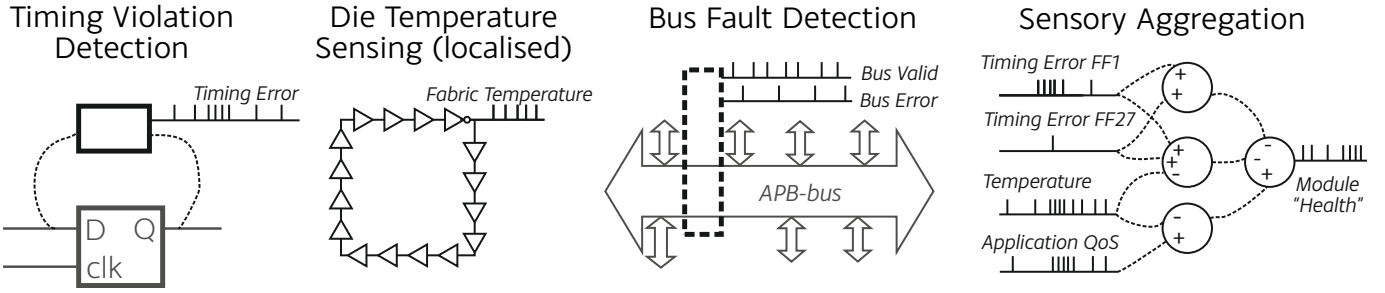 Timing Violation
Detection
Timing Error
D Q
clk
Die Temperature
Sensing (localised)
Fabric Temperature
Bus Fault Detection
Bus Valid
Bus Error
APB-bus
Sensory Aggregation
Timing Error FF1
Timing Error FF27
Temperature
Application QoS
+
+
+
+
-
-
+
-
-
+
Module
"Health"